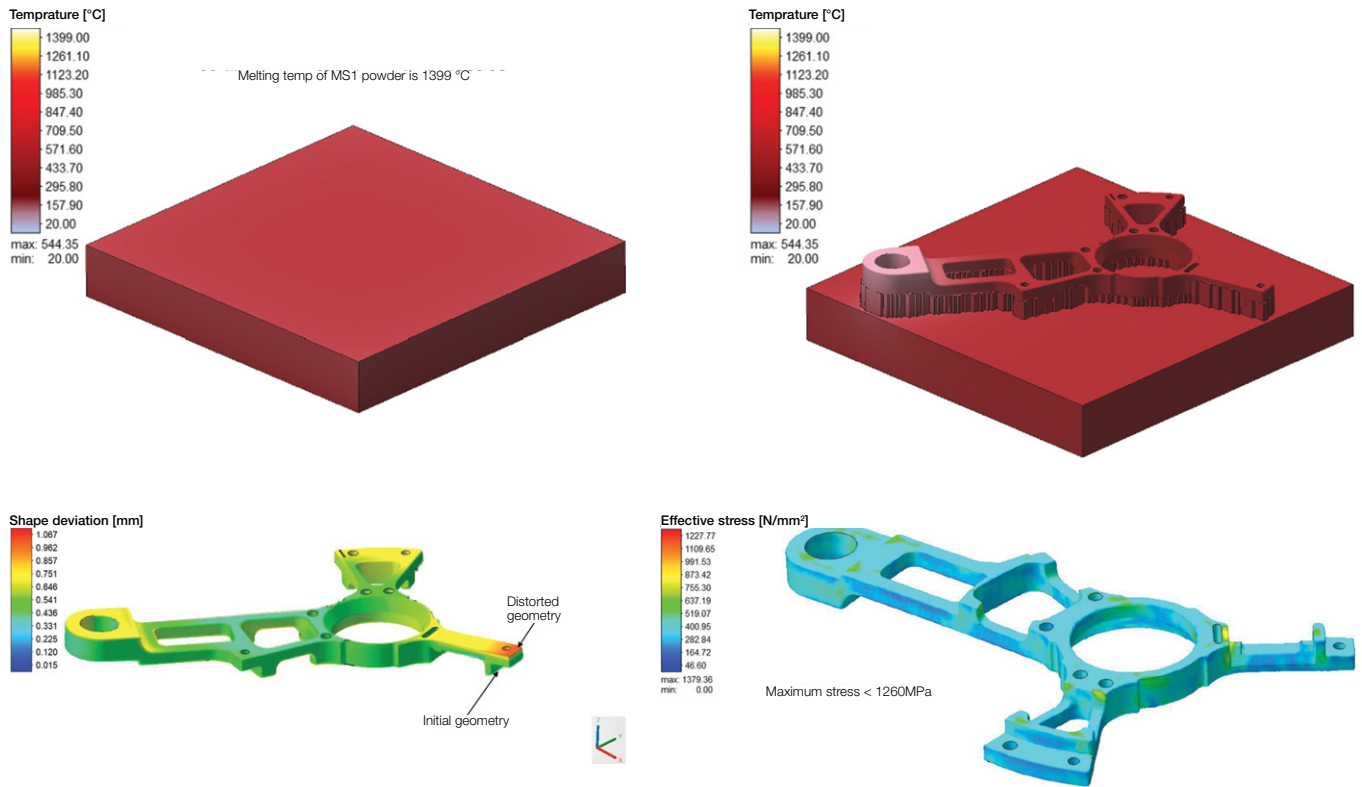 Temprature [°C]
1399.00
1261.10
1123.20
985.30
847.40
709.50
571.60
433.70
295.80
157.90
20.00
max: 544.35
min: 20.00
Melting temp of MS1 powder is 1399 °C
Temprature [°C]
1399.00
1261.10
1123.20
985.30
847.40
709.50
571.60
433.70
295.80
157.90
20.00
max: 544.35
min: 20.00
Shape deviation [mm]
1.067
0.962
0.857
0.751
0.646
0.541
0.436
0.331
0.225
0.120
0.015
Distorted
geometry
Initial geometry
Z
Y
X
Effective stress [N/mm²]
1227.77
1109.65
991.53
873.42
755.30
637.19
519.07
400.95
282.84
164.72
46.60
max: 1379.36
min: 0.00
Maximum stress < 1260MPa